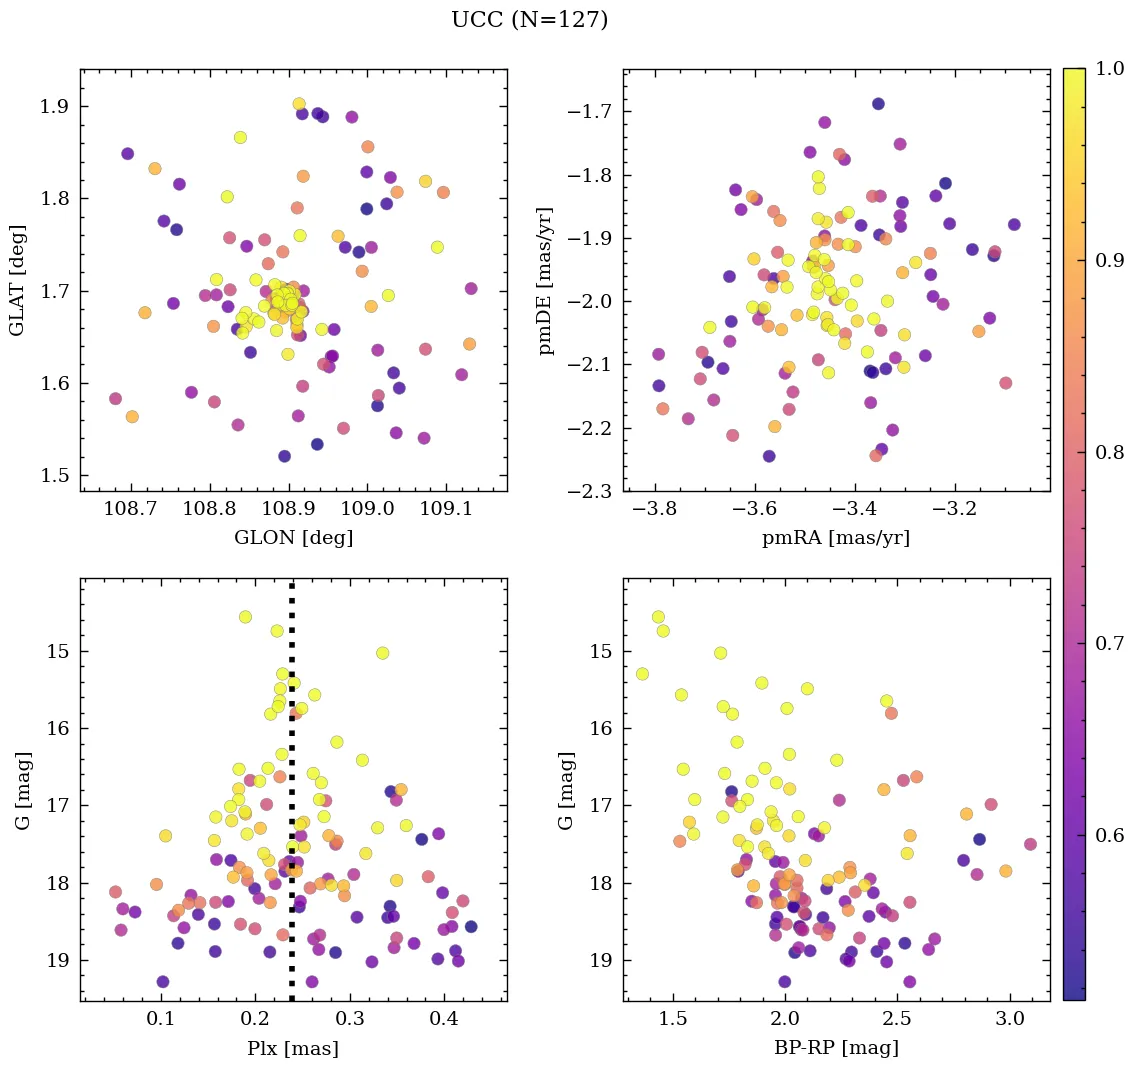 UCC (N=127)
1.9
1.8
1.7
1.6
1.5
GLAT [deg]
108.7 108.8 108.9 109.0 109.1
GLON [deg]
−1.7
−1.8
−1.9
−2.0
−2.1
−2.2
−2.3
pmDE [mas/yr]
−3.8 −3.6 −3.4 −3.2
pmRA [mas/yr]
1.0
0.9
0.8
0.7
0.6
15
16
17
18
19
G [mag]
0.1 0.2 0.3 0.4
Plx [mas]
15
16
17
18
19
G [mag]
1.5 2.0 2.5 3.0
BP-RP [mag]